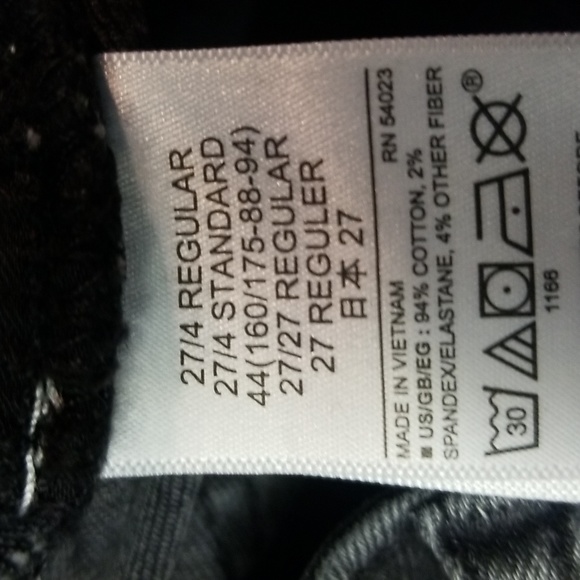 27/4 REGULAR
27/4 STANDARD
44(160/175-88-94)
27/27 REGULAR
27 REGULER
日本 27
MADE IN VIETNAM RN 54023
US/GB/EG : 94% COTTON, 2%
SPANDEX/ELASTANE, 4% OTHER FIBER
30 ®
1166